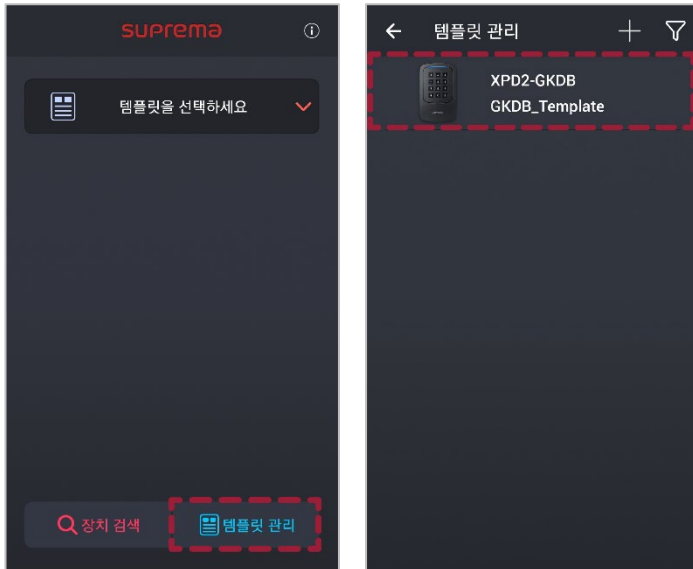 suprema
템플릿을 선택하세요
장치 검색
템플릿 관리
템플릿 관리
XPD2-GKDB
GKDB_Template